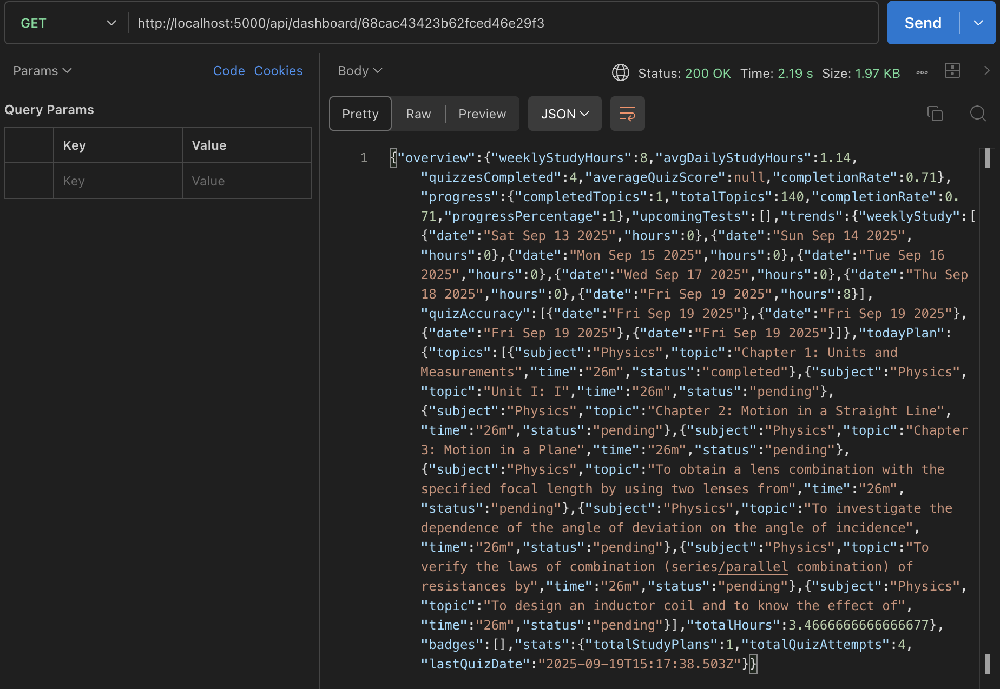 GET
http://localhost:5000/api/dashboard/68cac43423b62fced46e29f3
Send
Params
Code Cookies
Body
Status: 200 OK Time: 2.19 s Size: 1.97 KB
Query Params
Pretty Raw Preview JSON
Key Value
Key Value
1 {"overview":{"weeklyStudyHours":8,"avgDailyStudyHours":1.14,
"quizzesCompleted":4,"averageQuizScore":null,"completionRate":0.71},
"progress":{"completedTopics":1,"totalTopics":140,"completionRate":0.
71,"progressPercentage":1},"upcomingTests":[],"trends":{"weeklyStudy":[
{"date":"Sat Sep 13 2025","hours":0},{"date":"Sun Sep 14 2025",
"hours":0},{"date":"Mon Sep 15 2025","hours":0},{"date":"Tue Sep 16
2025","hours":0},{"date":"Wed Sep 17 2025","hours":0},{"date":"Thu Sep
18 2025","hours":0},{"date":"Fri Sep 19 2025","hours":8}],
"quizAccuracy":[{"date":"Fri Sep 19 2025"},{"date":"Fri Sep 19 2025"},
{"date":"Fri Sep 19 2025"},{"date":"Fri Sep 19 2025"}]},"todayPlan":
{"topics":[{"subject":"Physics","topic":"Chapter 1: Units and
Measurements","time":"26m","status":"completed"},{"subject":"Physics",
"topic":"Unit I: I","time":"26m","status":"pending"},
{"subject":"Physics","topic":"Chapter 2: Motion in a Straight Line",
"time":"26m","status":"pending"},{"subject":"Physics","topic":"Chapter
3: Motion in a Plane","time":"26m","status":"pending"},
{"subject":"Physics","topic":"To obtain a lens combination with the
specified focal length by using two lenses from","time":"26m",
"status":"pending"},{"subject":"Physics","topic":"To investigate the
dependence of the angle of deviation on the angle of incidence",
"time":"26m","status":"pending"},{"subject":"Physics","topic":"To
verify the laws of combination (series/parallel combination) of
resistances by","time":"26m","status":"pending"},{"subject":"Physics",
"topic":"To design an inductor coil and to know the effect of",
"time":"26m","status":"pending"}],"totalHours":3.4666666666666677},
"badges":[],"stats":{"totalStudyPlans":1,"totalQuizAttempts":4,
"lastQuizDate":"2025-09-19T15:17:38.503Z"}}